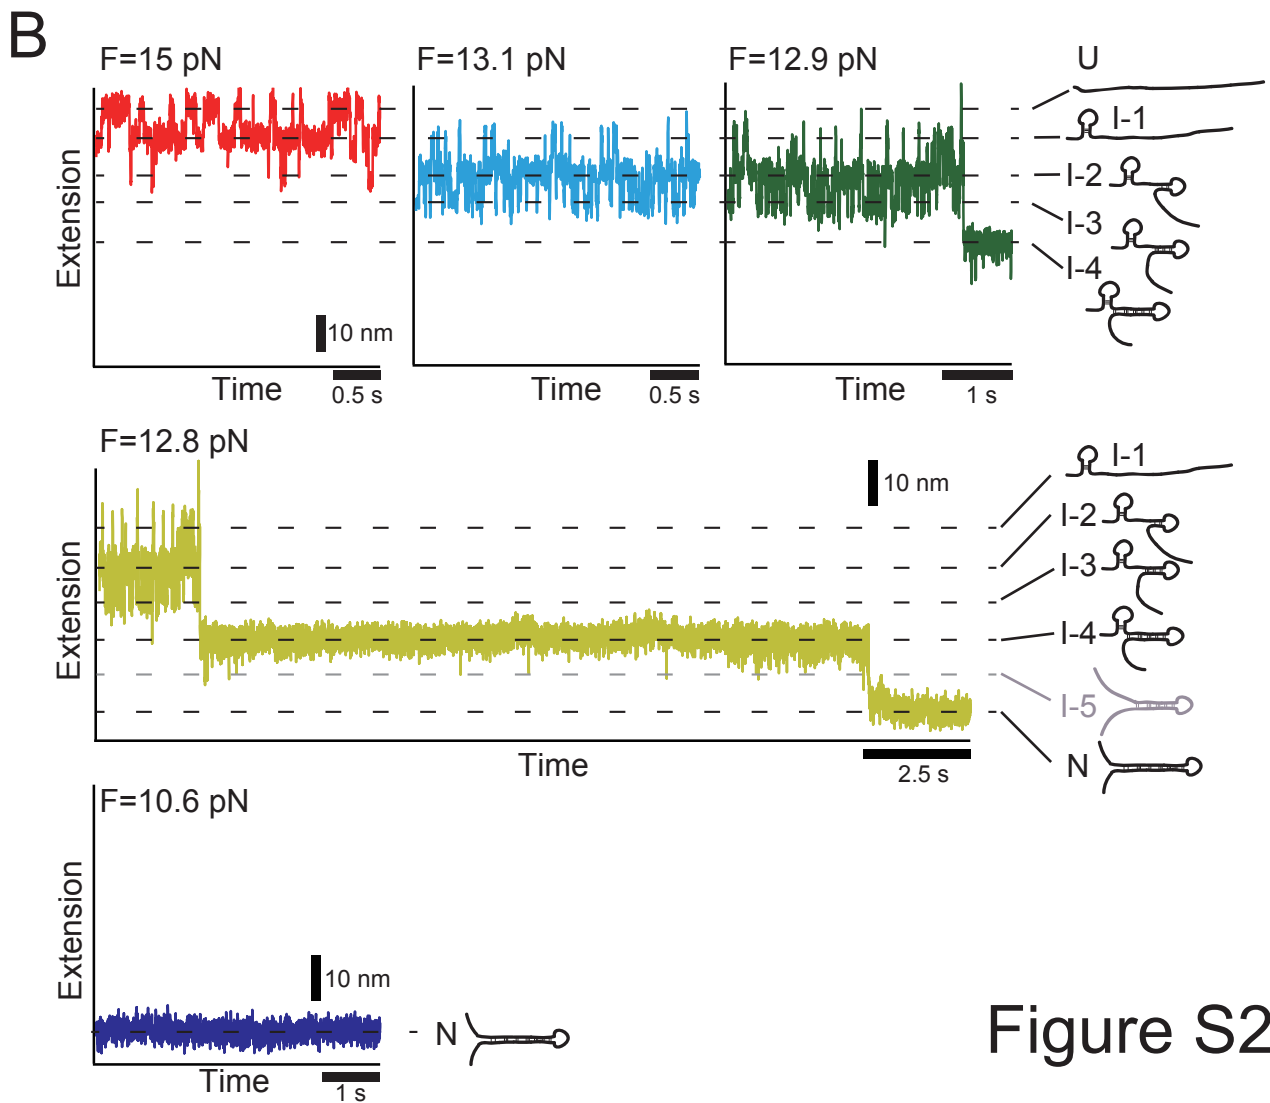 B
F=15 pN
F=13.1 pN
F=12.9 pN
U
I-1
I-2
I-3
I-4
Extension
10 nm
Time
0.5 s
Time
0.5 s
Time
1 s
F=12.8 pN
10 nm
I-1
I-2
I-3
I-4
I-5
N
Extension
Time
2.5 s
F=10.6 pN
Extension
10 nm
N
Time
1 s
Figure S2